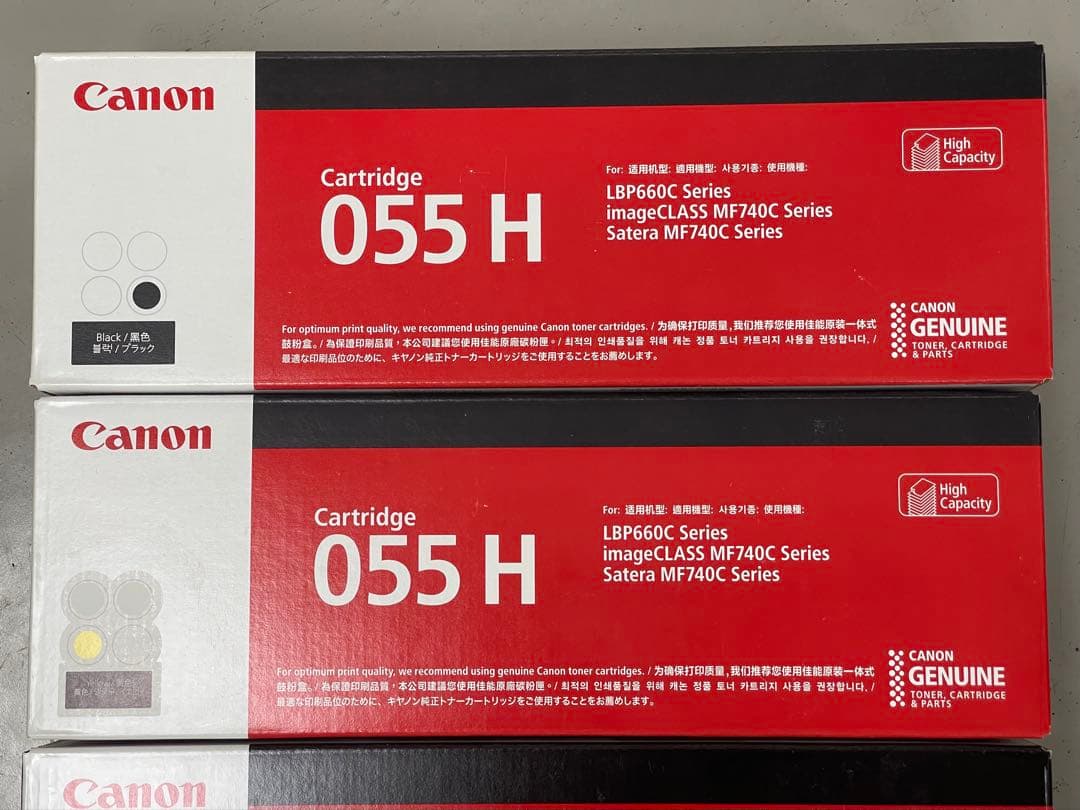 Canon
Cartridge
055 H
For: 适用机型: 適用機型: 사용기종: 使用機種:
LBP660C Series
imageCLASS MF740C Series
Satera MF740C Series
High
Capacity
Black / 黑色
블랙 / ブラック
For optimum print quality, we recommend using genuine Canon toner cartridges. / 为确保打印质量，我们推荐您使用佳能原装一体式
鼓粉盒。/ 為保證印刷品質，本公司建議您使用佳能原廠碳粉匣。/ 최적의 인쇄품질을 위해 캐논 정품 토너 카트리지 사용을 권장합니다. /
最適な印刷品位のために、キヤノン純正トナーカートリッジをご使用することをお薦めします。
CANON
GENUINE
TONER, CARTRIDGE
& PARTS
Canon
Cartridge
055 H
For: 适用机型: 適用機型: 사용기종: 使用機種:
LBP660C Series
imageCLASS MF740C Series
Satera MF740C Series
High
Capacity
For optimum print quality, we recommend using genuine Canon toner cartridges. / 为确保打印质量，我们推荐您使用佳能原装一体式
鼓粉盒。/ 為保證印刷品質，本公司建議您使用佳能原廠碳粉匣。/ 최적의 인쇄품질을 위해 캐논 정품 토너 카트리지 사용을 권장합니다. /
最適な印刷品位のために、キヤノン純正トナーカートリッジをご使用することをお薦めします。
CANON
GENUINE
TONER, CARTRIDGE
& PARTS
Canon